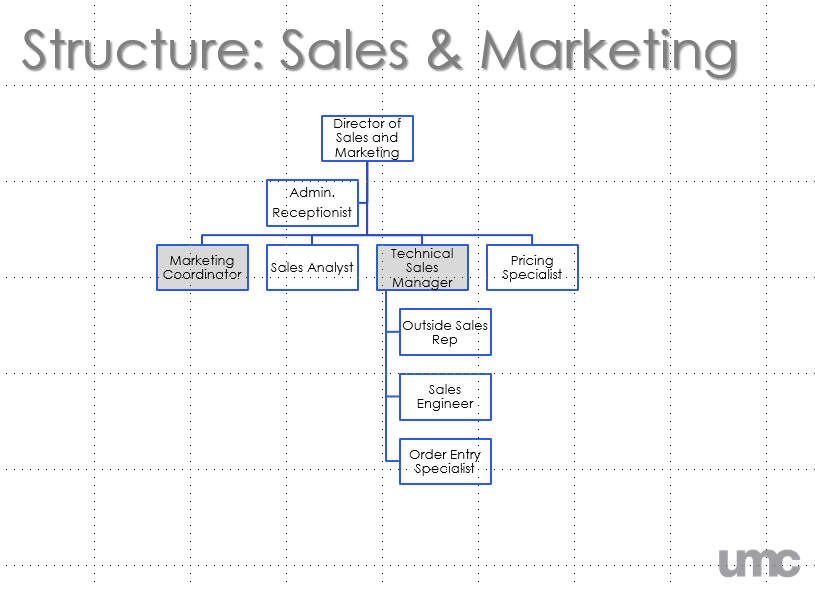 Structure: Sales & Marketing
Director of
Sales and
Marketing
Admin.
Receptionist
Marketing
Coordinator
Sales Analyst
Technical
Sales
Manager
Pricing
Specialist
Outside Sales
Rep
Sales
Engineer
Order Entry
Specialist
umc